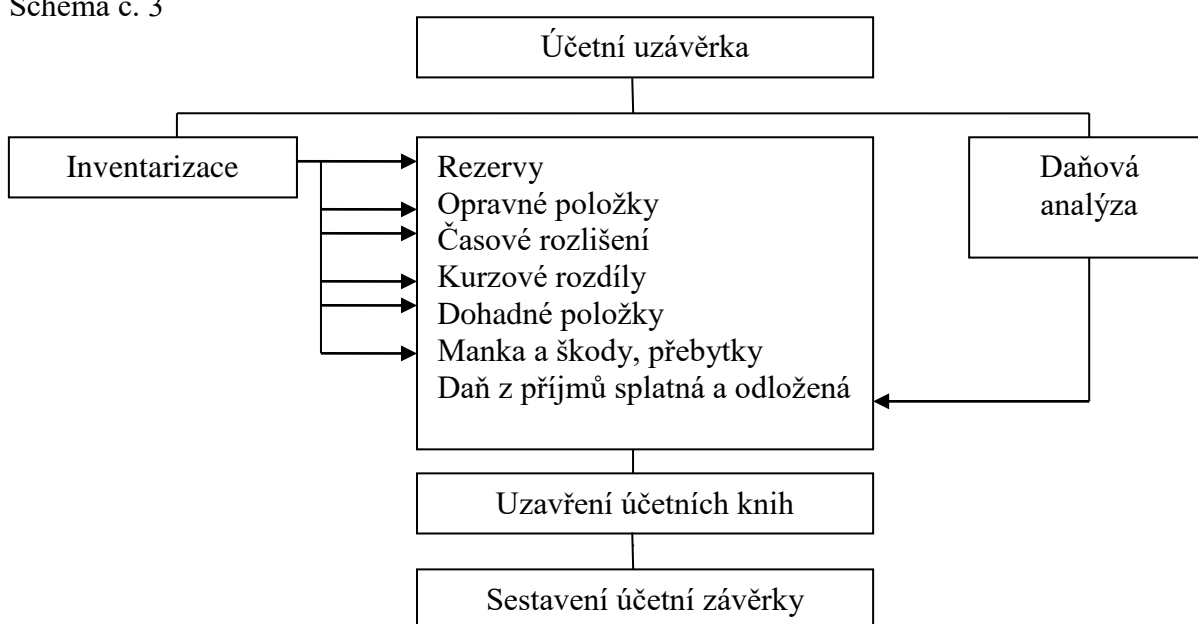 Schéma č. 3
Účetní uzávěrka
Inventarizace
Rezervy
Opravné položky
Časové rozlišení
Kurzové rozdíly
Dohadné položky
Manka a škody, přebytky
Daň z příjmů splatná a odložená
Daňová
analýza
Uzavření účetních knih
Sestavení účetní závěrky